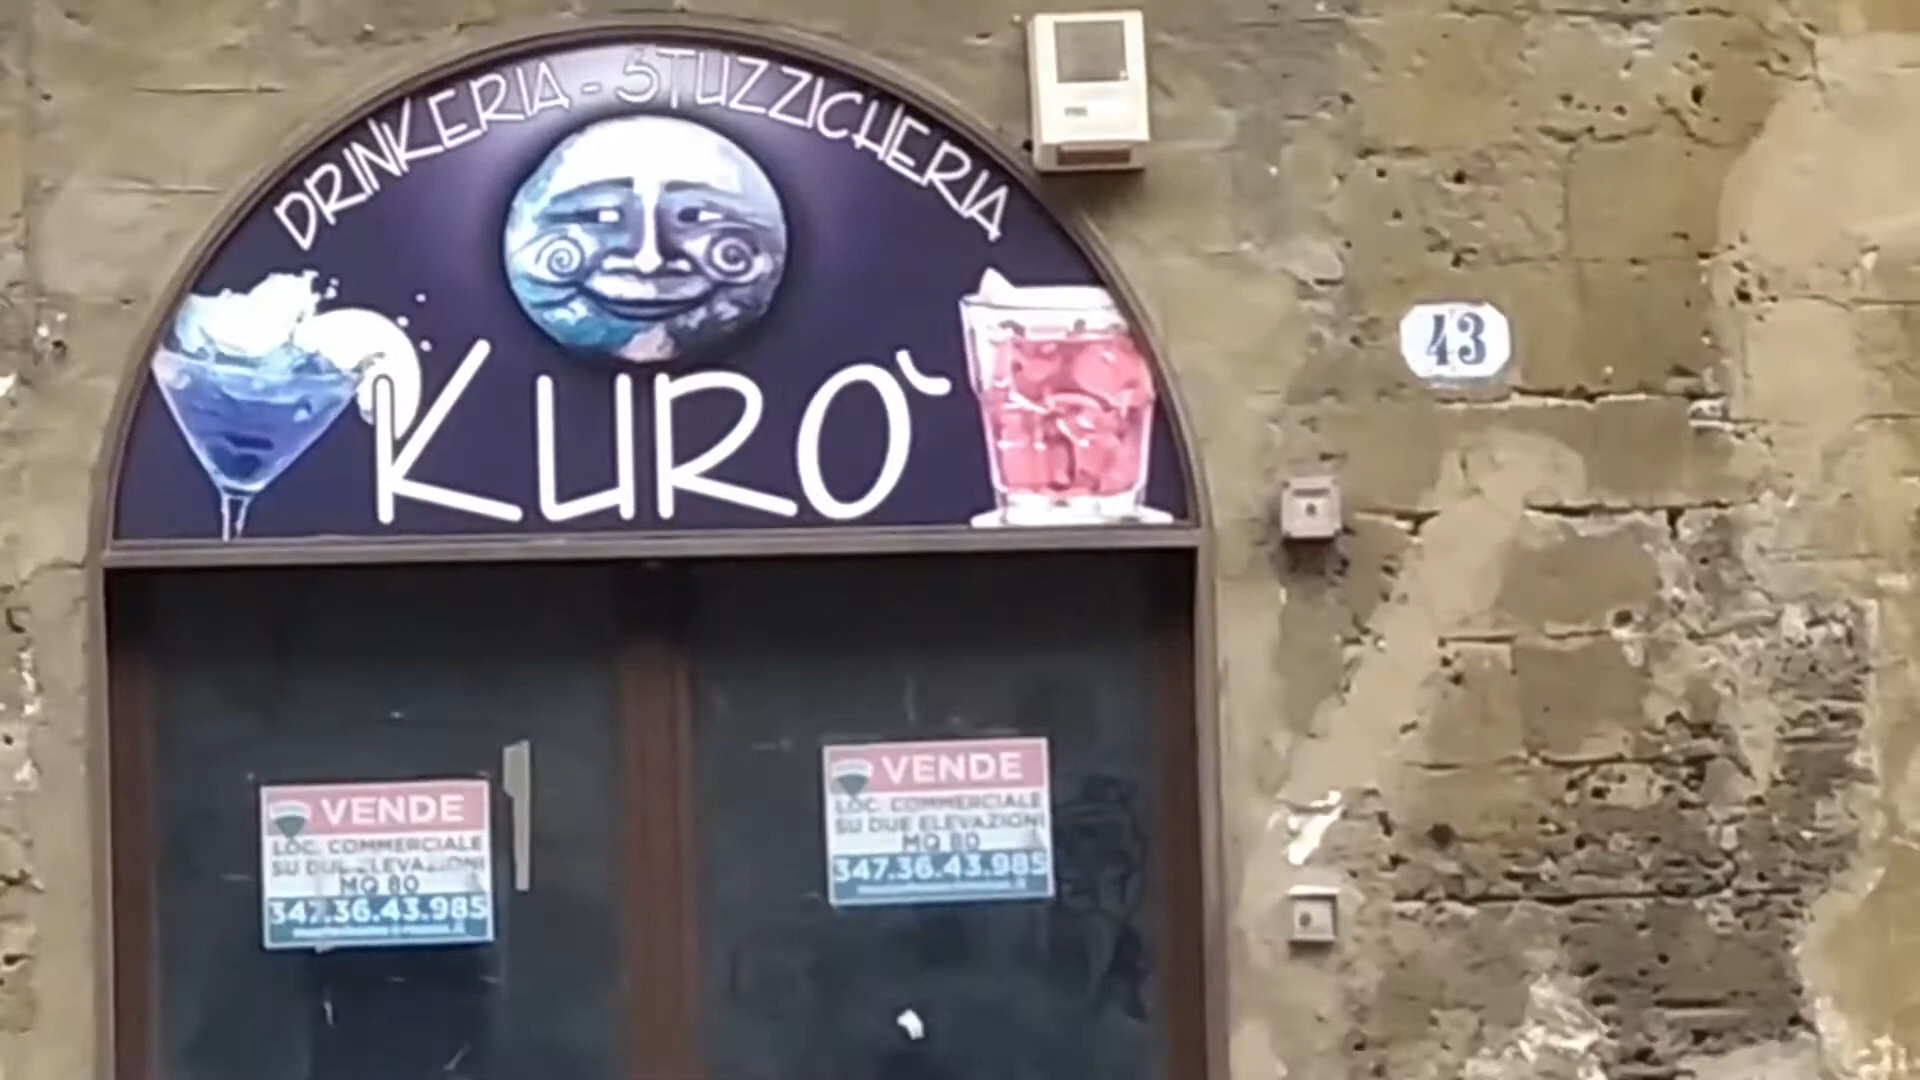 DRINKERIA - STUZZICHERIA
KURO`
43
VENDE
LOC. COMMERCIALE
SU DUE ELEVAZIONI
MQ 80
347.36.43.985
VENDE
LOC. COMMERCIALE
SU DUE ELEVAZIONI
MQ 80
347.36.43.985